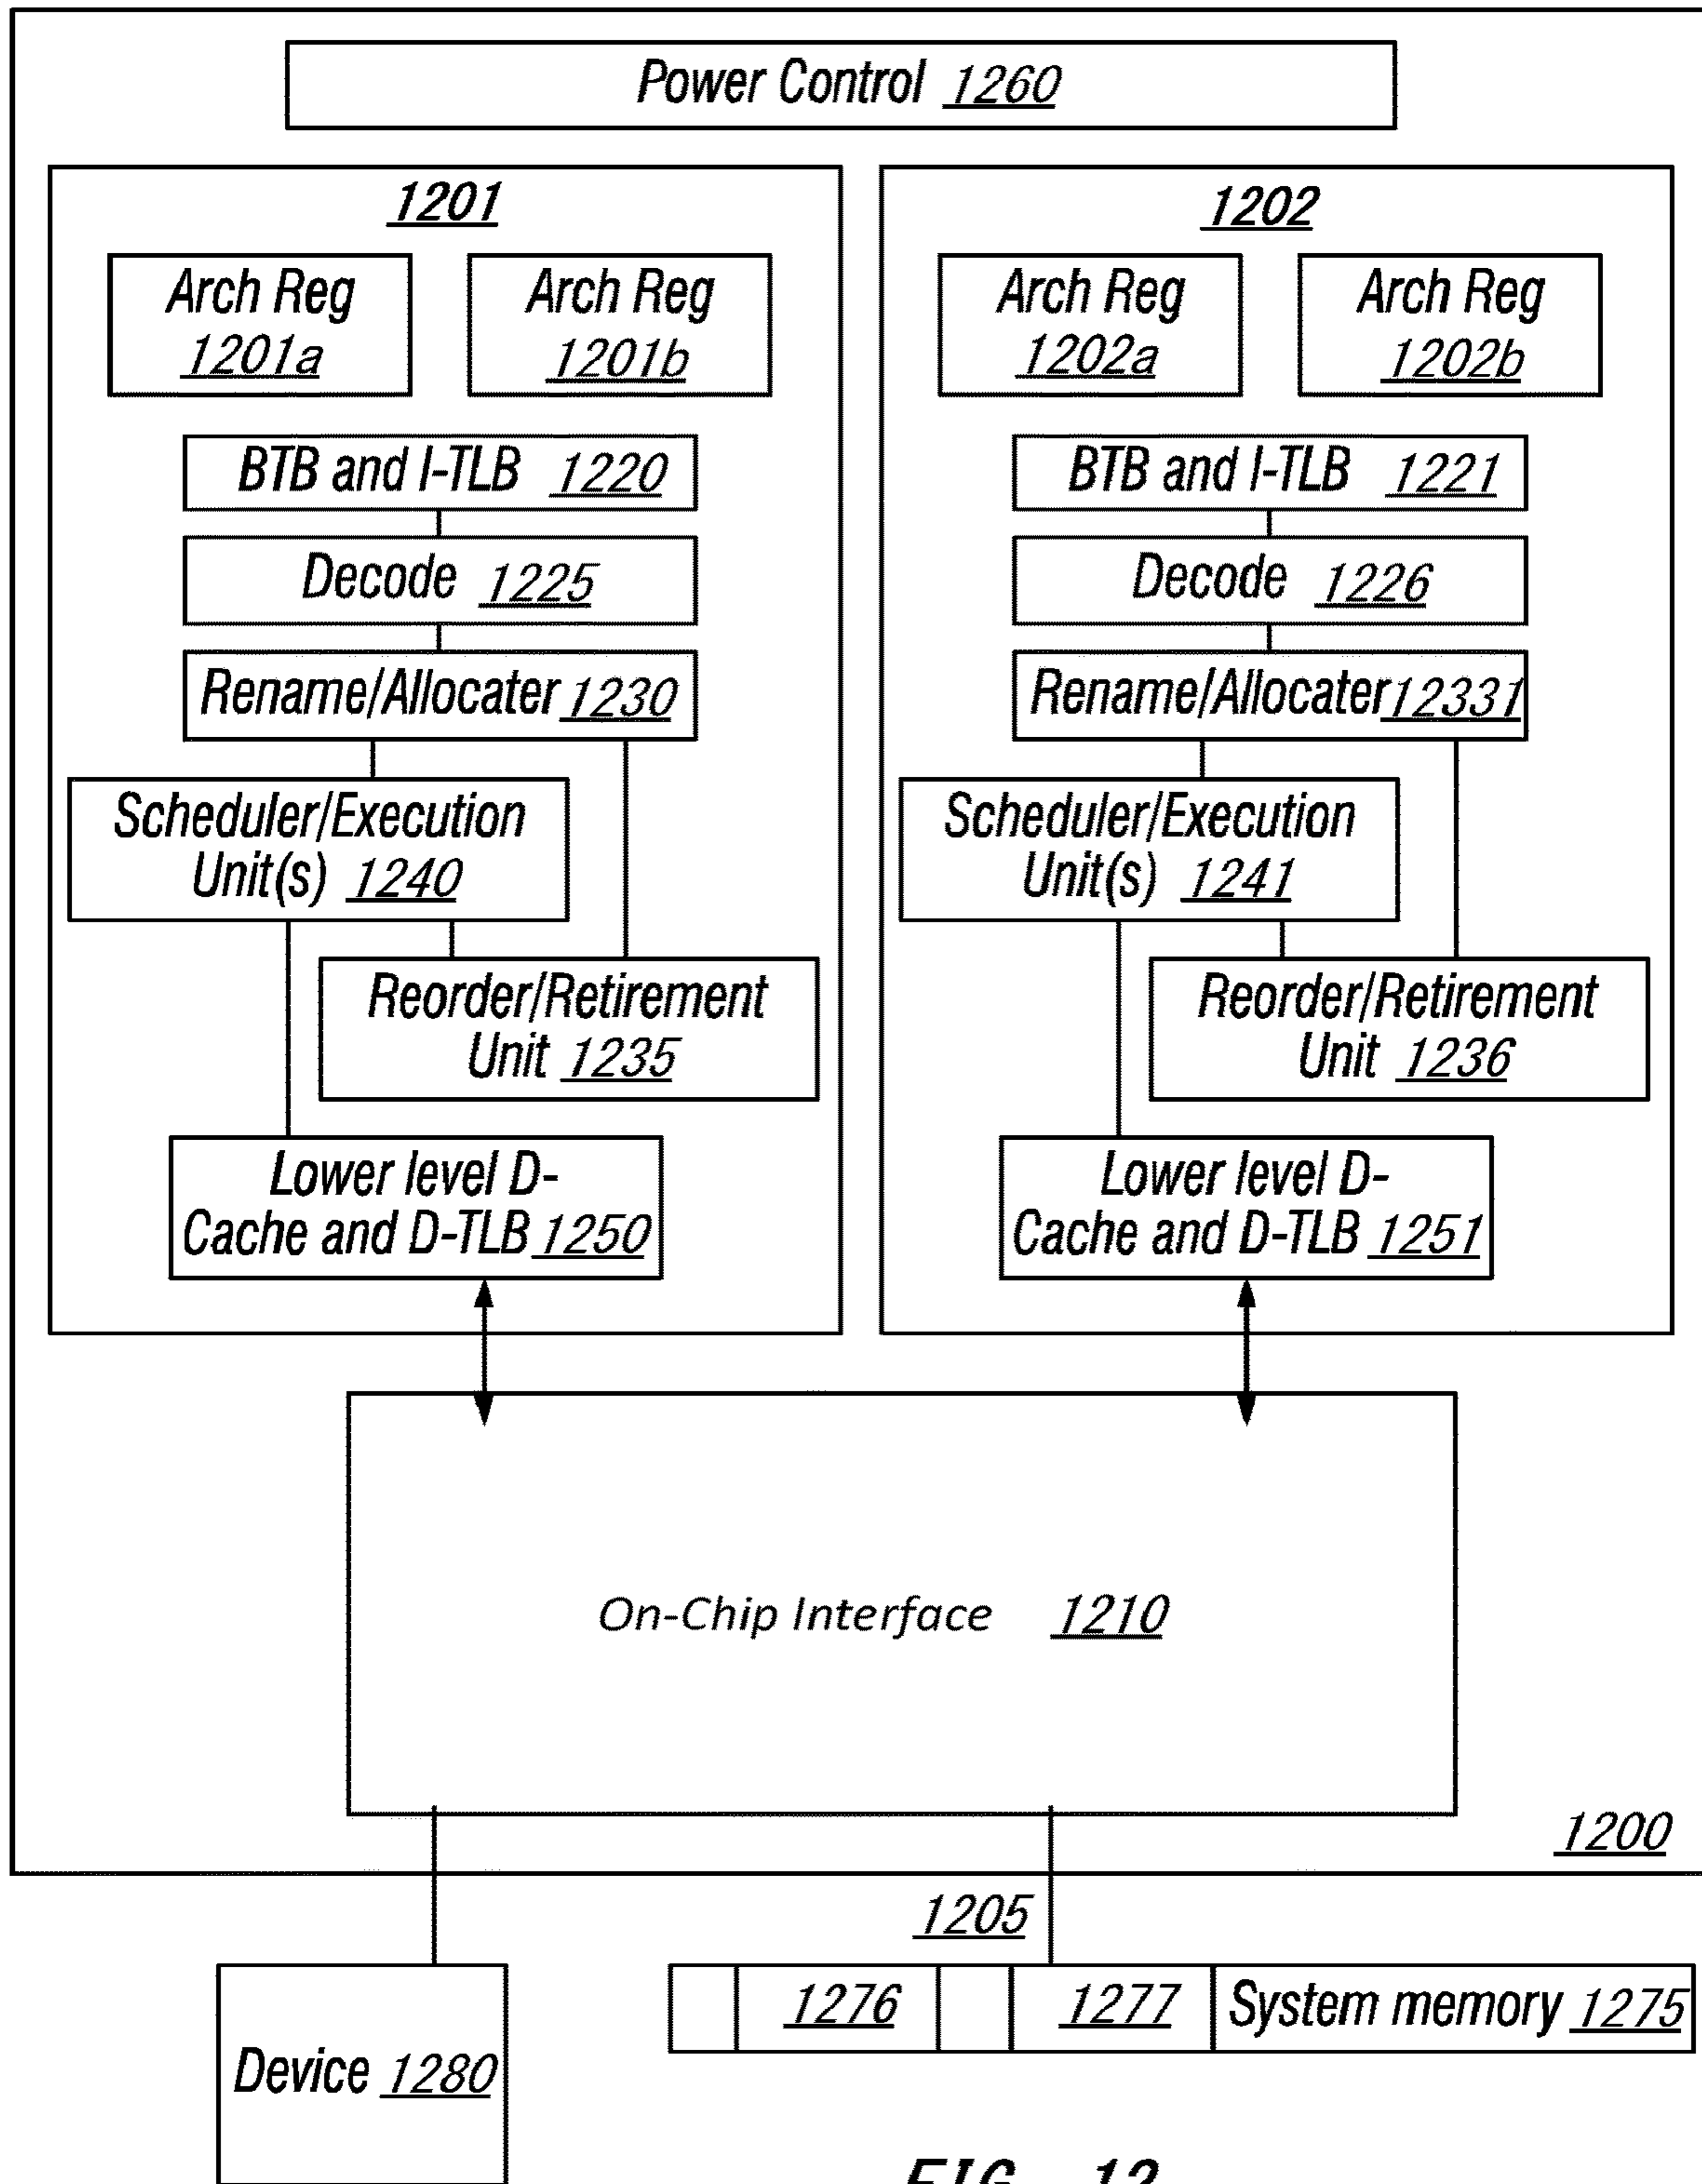 Power Control 1260
1201
Arch Reg
1201a
Arch Reg
1201b
BTB and I-TLB 1220
Decode 1225
Rename/Allocater 1230
Scheduler/Execution
Unit(s) 1240
Reorder/Retirement
Unit 1235
Lower level D-
Cache and D-TLB 1250
1202
Arch Reg
1202a
Arch Reg
1202b
BTB and I-TLB 1221
Decode 1226
Rename/Allocater 12331
Scheduler/Execution
Unit(s) 1241
Reorder/Retirement
Unit 1236
Lower level D-
Cache and D-TLB 1251
On-Chip Interface 1210
1200
1205
1276
1277
System memory 1275
Device 1280
FIG. 12